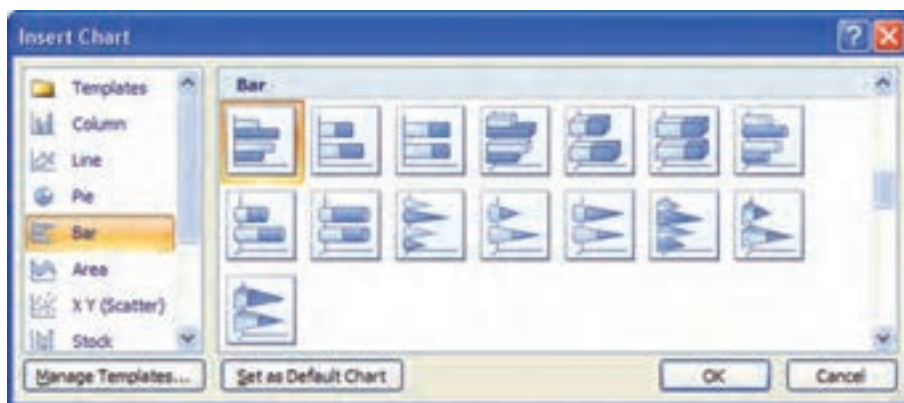 Insert Chart
Templates
Column
Line
Pie
Bar
Area
X Y (Scatter)
Stock
Bar
Manage Templates...
Set as Default Chart
OK
Cancel